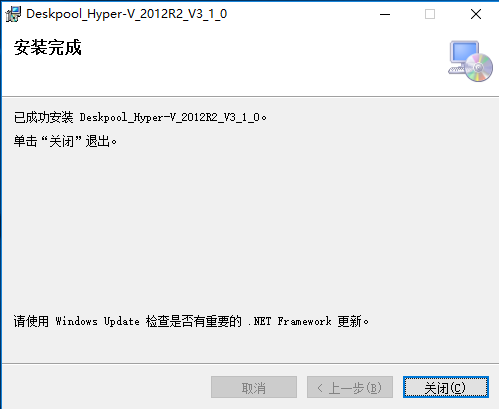 Deskpool_Hyper-V_2012R2_V3_1_0
安装完成
已成功安装 Deskpool_Hyper-V_2012R2_V3_1_0。
单击“关闭”退出。
请使用 Windows Update 检查是否有重要的 .NET Framework 更新。
取消
< 上一步(B)
关闭(C)